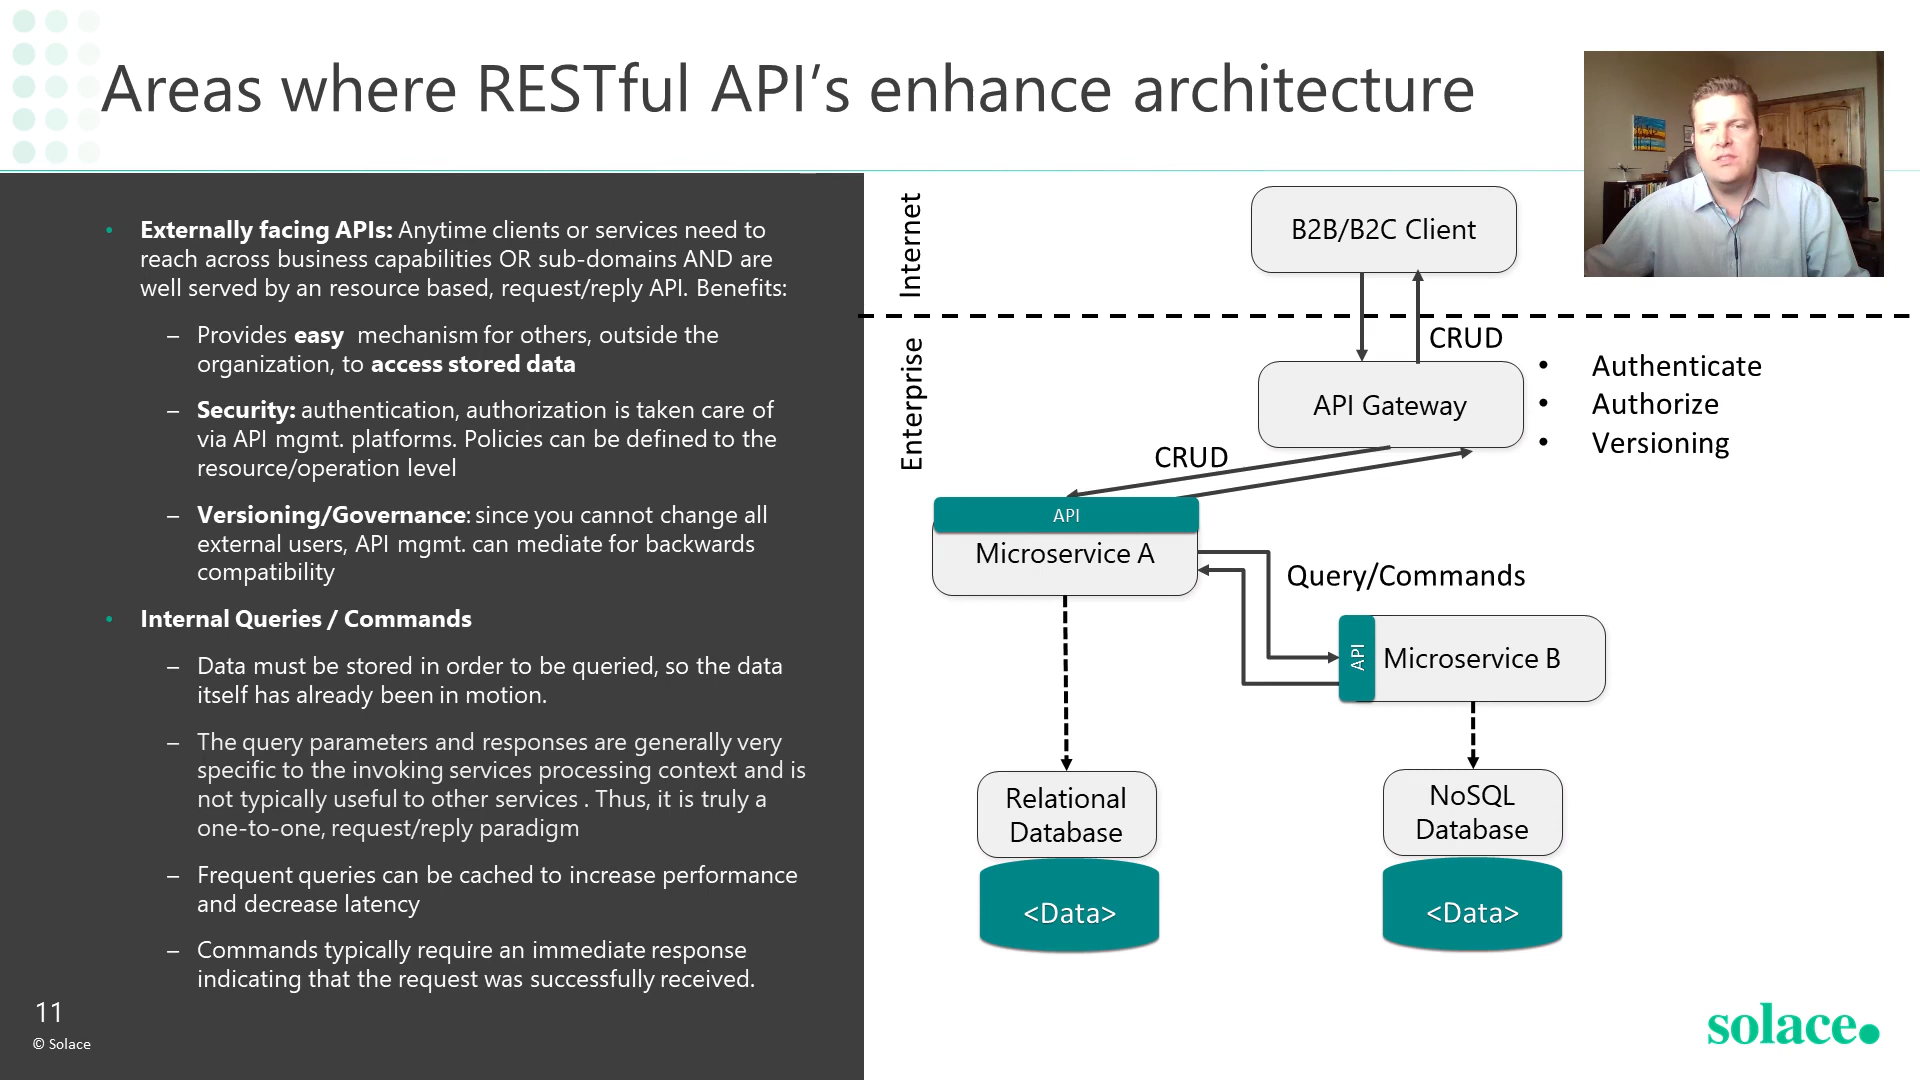 Areas where RESTful API’s enhance architecture
• Externally facing APIs: Anytime clients or services need to
reach across business capabilities OR sub-domains AND are
well served by an resource based, request/reply API. Benefits:
– Provides easy mechanism for others, outside the
organization, to access stored data
– Security: authentication, authorization is taken care of
via API mgmt. platforms. Policies can be defined to the
resource/operation level
– Versioning/Governance: since you cannot change all
external users, API mgmt. can mediate for backwards
compatibility
• Internal Queries / Commands
– Data must be stored in order to be queried, so the data
itself has already been in motion.
– The query parameters and responses are generally very
specific to the invoking services processing context and is
not typically useful to other services . Thus, it is truly a
one-to-one, request/reply paradigm
– Frequent queries can be cached to increase performance
and decrease latency
– Commands typically require an immediate response
indicating that the request was successfully received.
11
© Solace
Internet
B2B/B2C Client
Enterprise
CRUD
API Gateway
• Authenticate
• Authorize
• Versioning
CRUD
API
Microservice A
Query/Commands
API
Microservice B
Relational
Database
<Data>
NoSQL
Database
<Data>
solace.